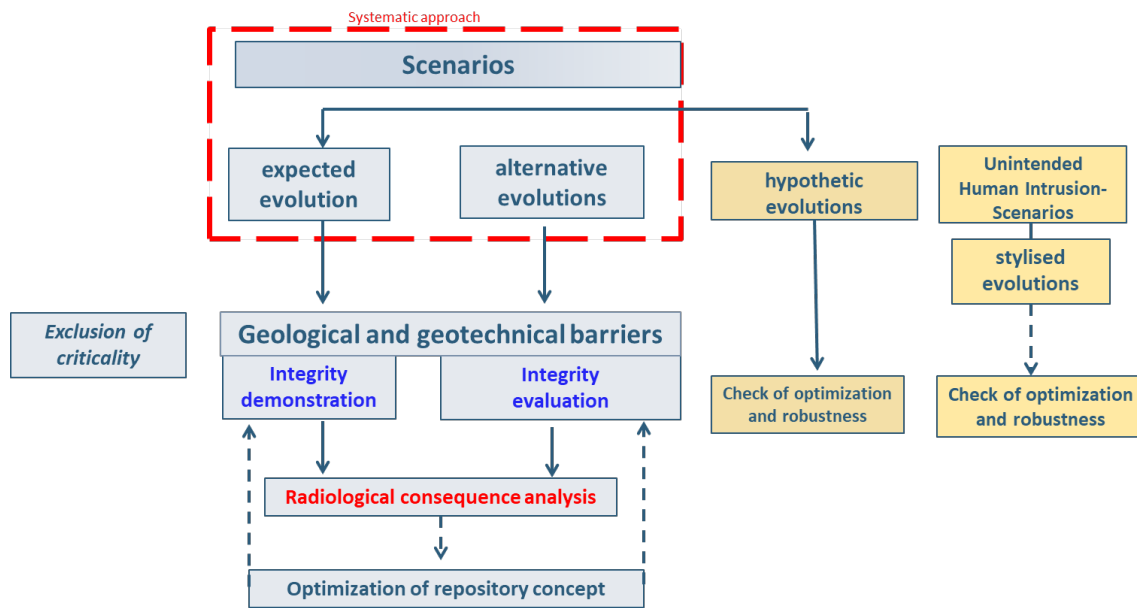 Systematic approach
Scenarios
expected
evolution
alternative
evolutions
hypothetic
evolutions
Unintended
Human Intrusion-
Scenarios
stylised
evolutions
Exclusion of
criticality
Geological and geotechnical barriers
Integrity
demonstration
Integrity
evaluation
Check of optimization
and robustness
Check of optimization
and robustness
Radiological consequence analysis
Optimization of repository concept